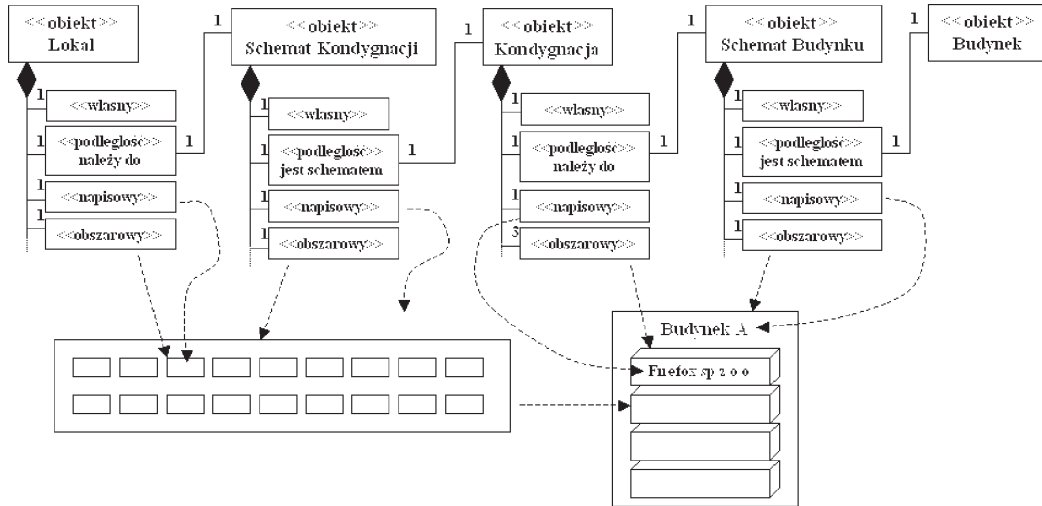 <<obiekt>>
Lokal
1
<<obiekt>>
Schemat Kondygnacji
1
<<obiekt>>
Kondygnacja
1
<<obiekt>>
Schemat Budynku
1
<<obiekt>>
Budynek
1
<<własny>>
1
<<podległość>>
należy do
1
1
<<napisowy>>
1
<<obszarowy>>
1
<<własny>>
1
<<podległość>>
jest schematem
1
1
<<napisowy>>
1
<<obszarowy>>
1
<<własny>>
1
<<podległość>>
należy do
1
1
<<napisowy>>
3
<<obszarowy>>
1
<<własny>>
1
<<podległość>>
jest schematem
1
1
<<napisowy>>
1
<<obszarowy>>
Budynek A
Fnefox sp z o o